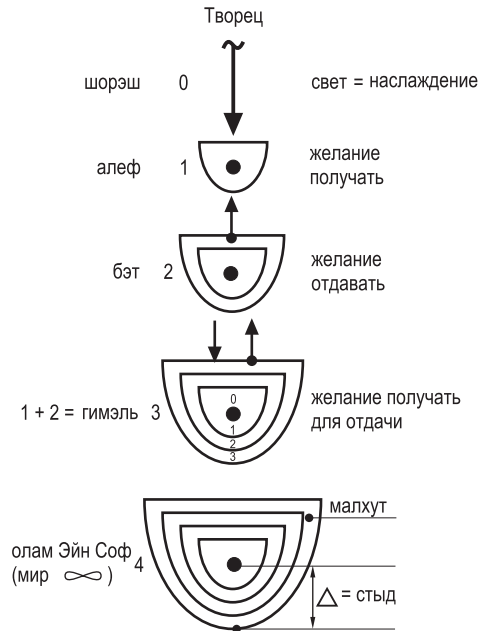 Творец
шорэш 0 свет = наслаждение
алеф 1 желание
получать
бэт 2 желание
отдавать
1 + 2 = гимэль 3 желание получать
для отдачи
0
1
2
3
малхут
олам Эйн Соф
(мир ∞) 4
△ = стыд